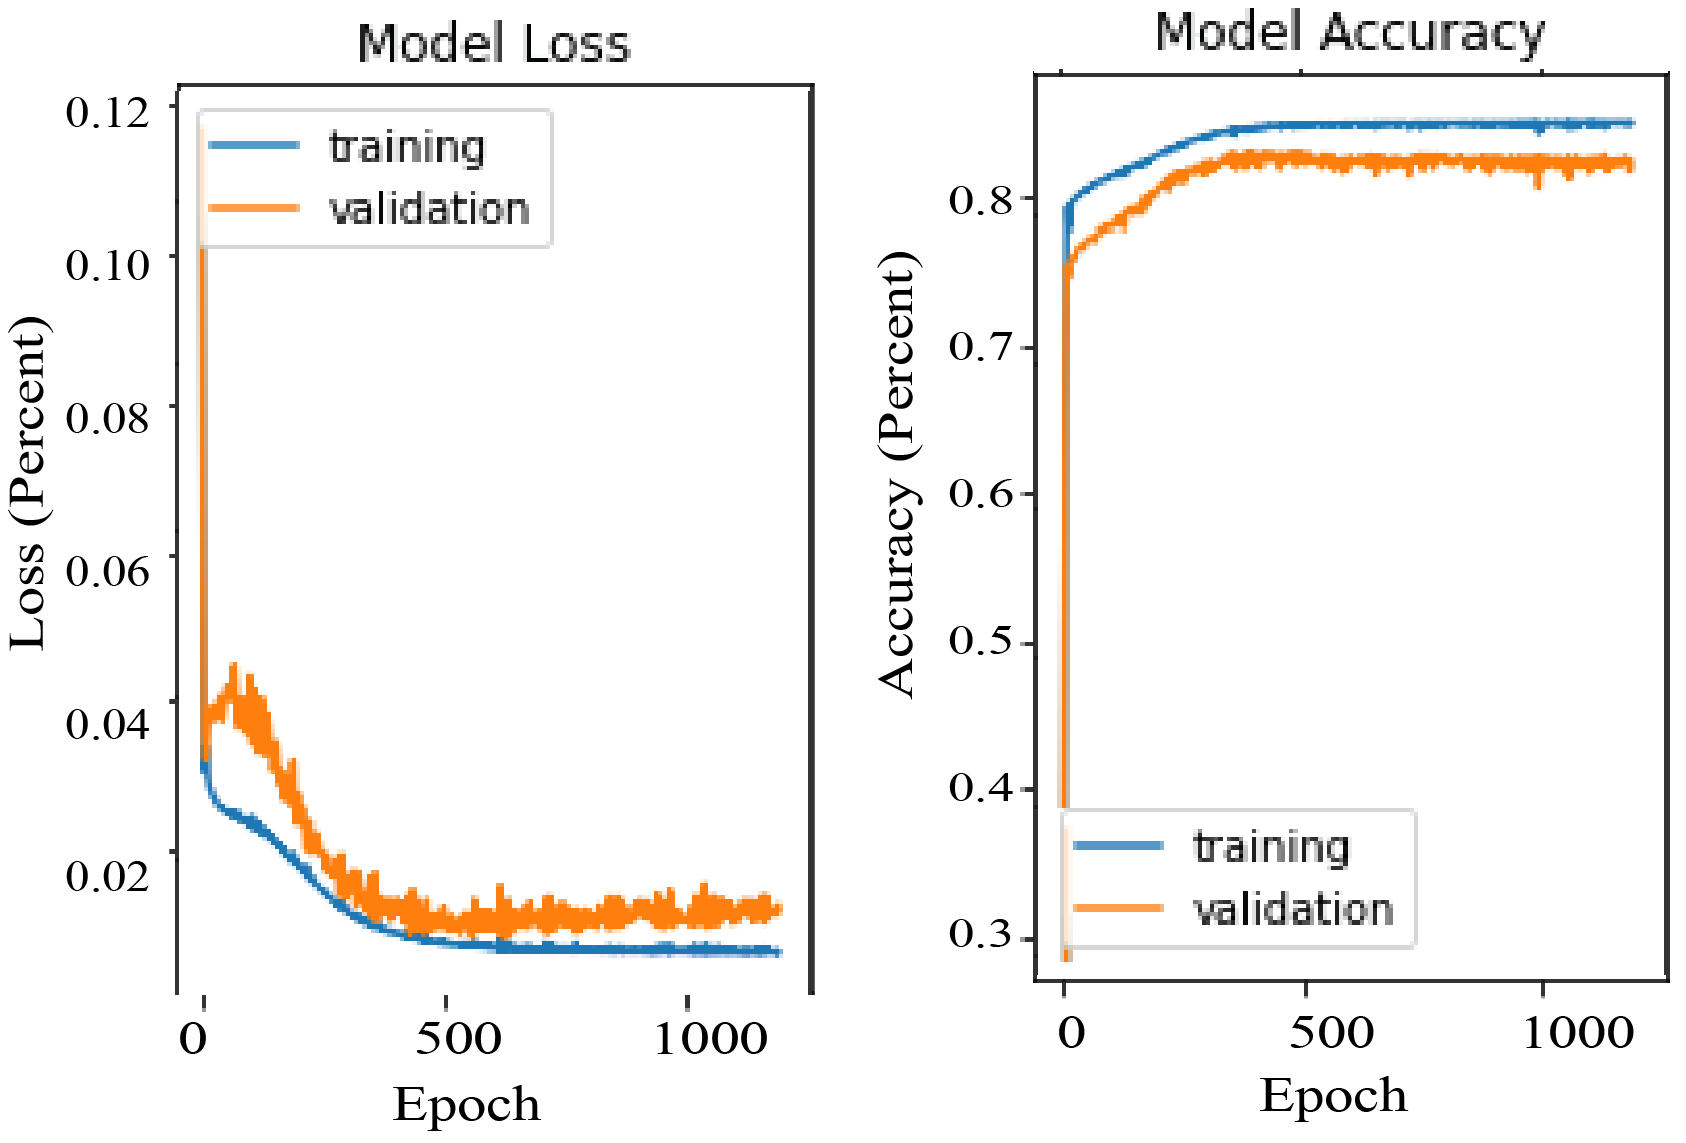 Model Loss
0.12
0.10
0.08
0.06
0.04
0.02
Loss (Percent)
training
validation
0
500
1000
Epoch
Model Accuracy
0.8
0.7
0.6
0.5
0.4
0.3
Accuracy (Percent)
training
validation
0
500
1000
Epoch